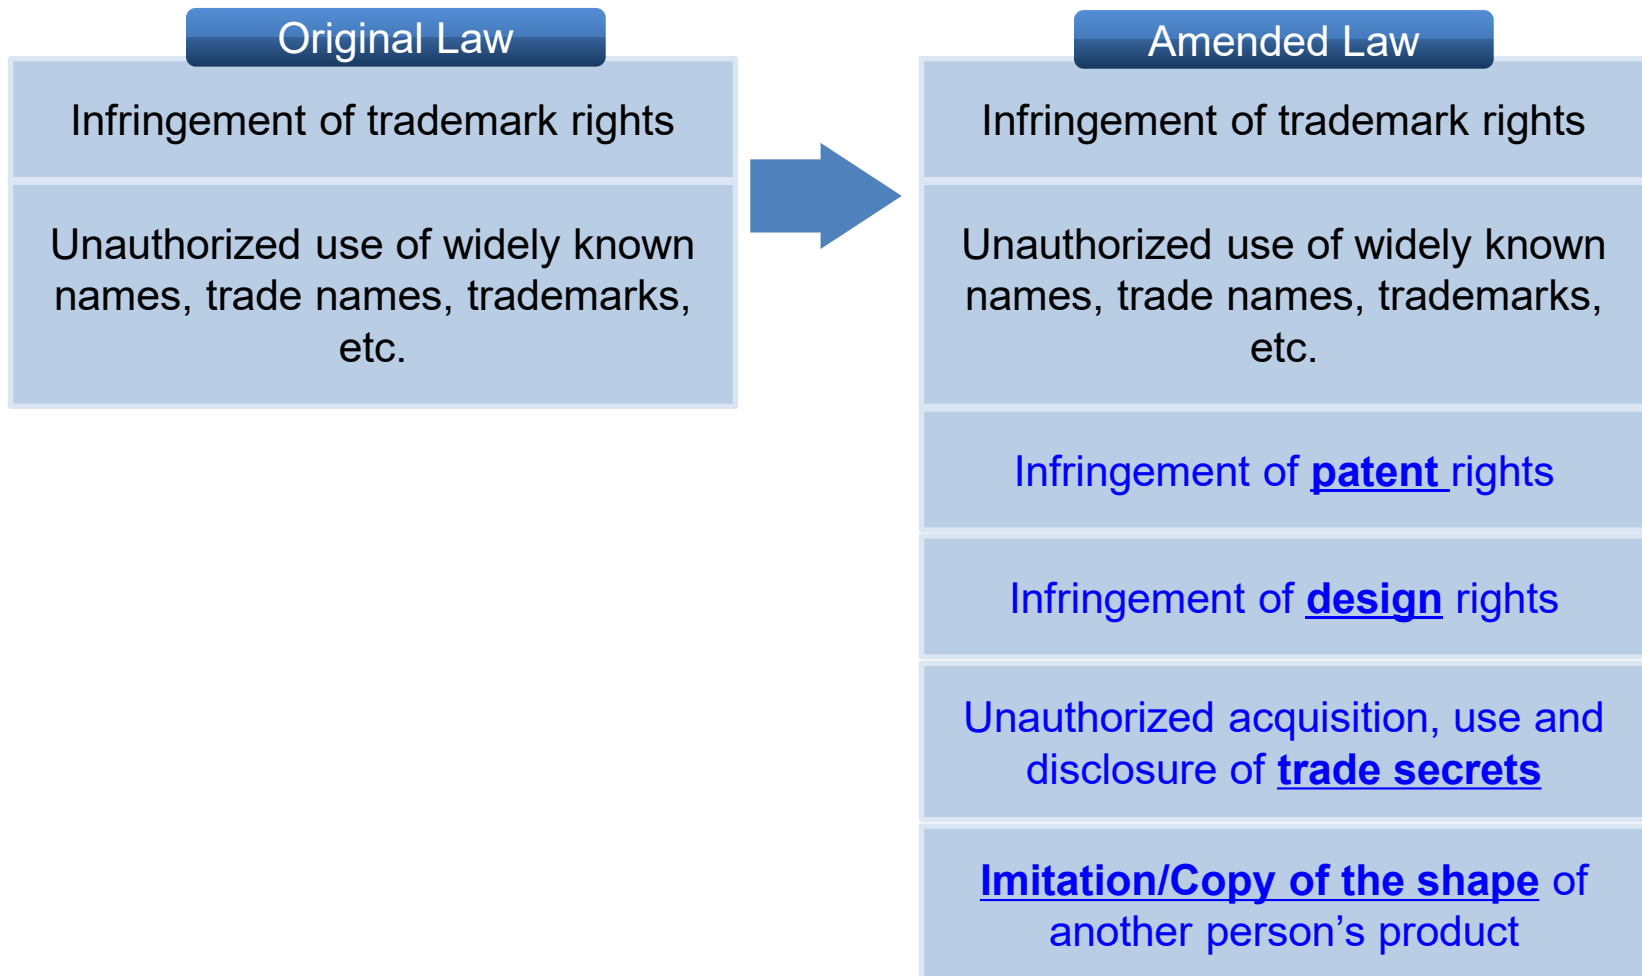 Original Law
Infringement of trademark rights
Unauthorized use of widely known
names, trade names, trademarks,
etc.
Amended Law
Infringement of trademark rights
Unauthorized use of widely known
names, trade names, trademarks,
etc.
Infringement of patent rights
Infringement of design rights
Unauthorized acquisition, use and
disclosure of trade secrets
Imitation/Copy of the shape of
another person’s product